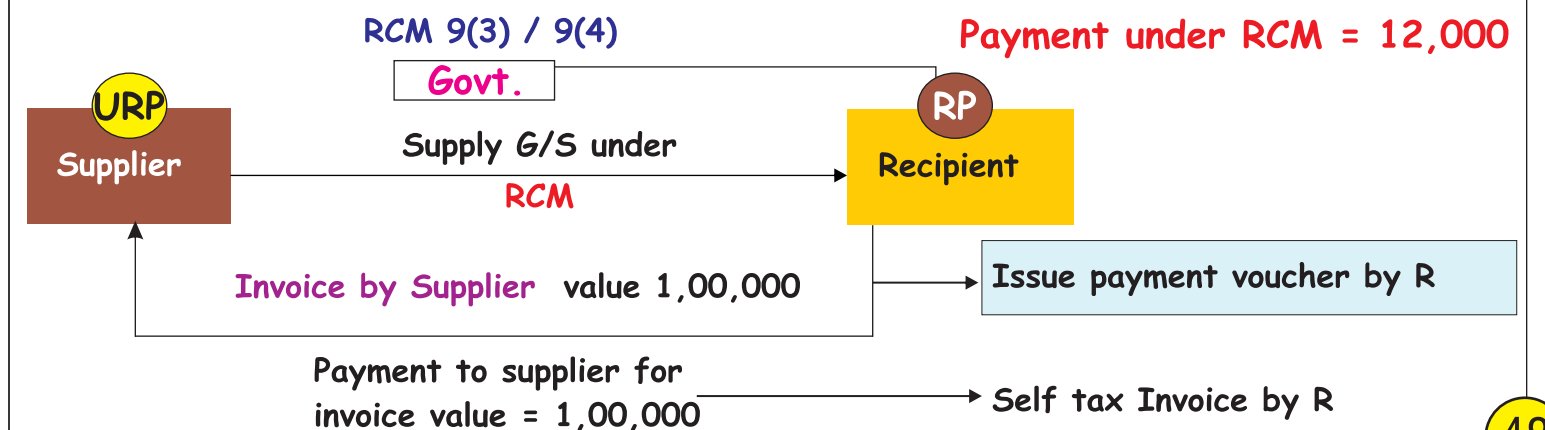 RCM 9(3) / 9(4)
Payment under RCM = 12,000
Govt.
URP
RP
Supplier
Supply G/S under
RCM
Recipient
Invoice by Supplier value 1,00,000
Issue payment voucher by R
Payment to supplier for
invoice value = 1,00,000
Self tax Invoice by R